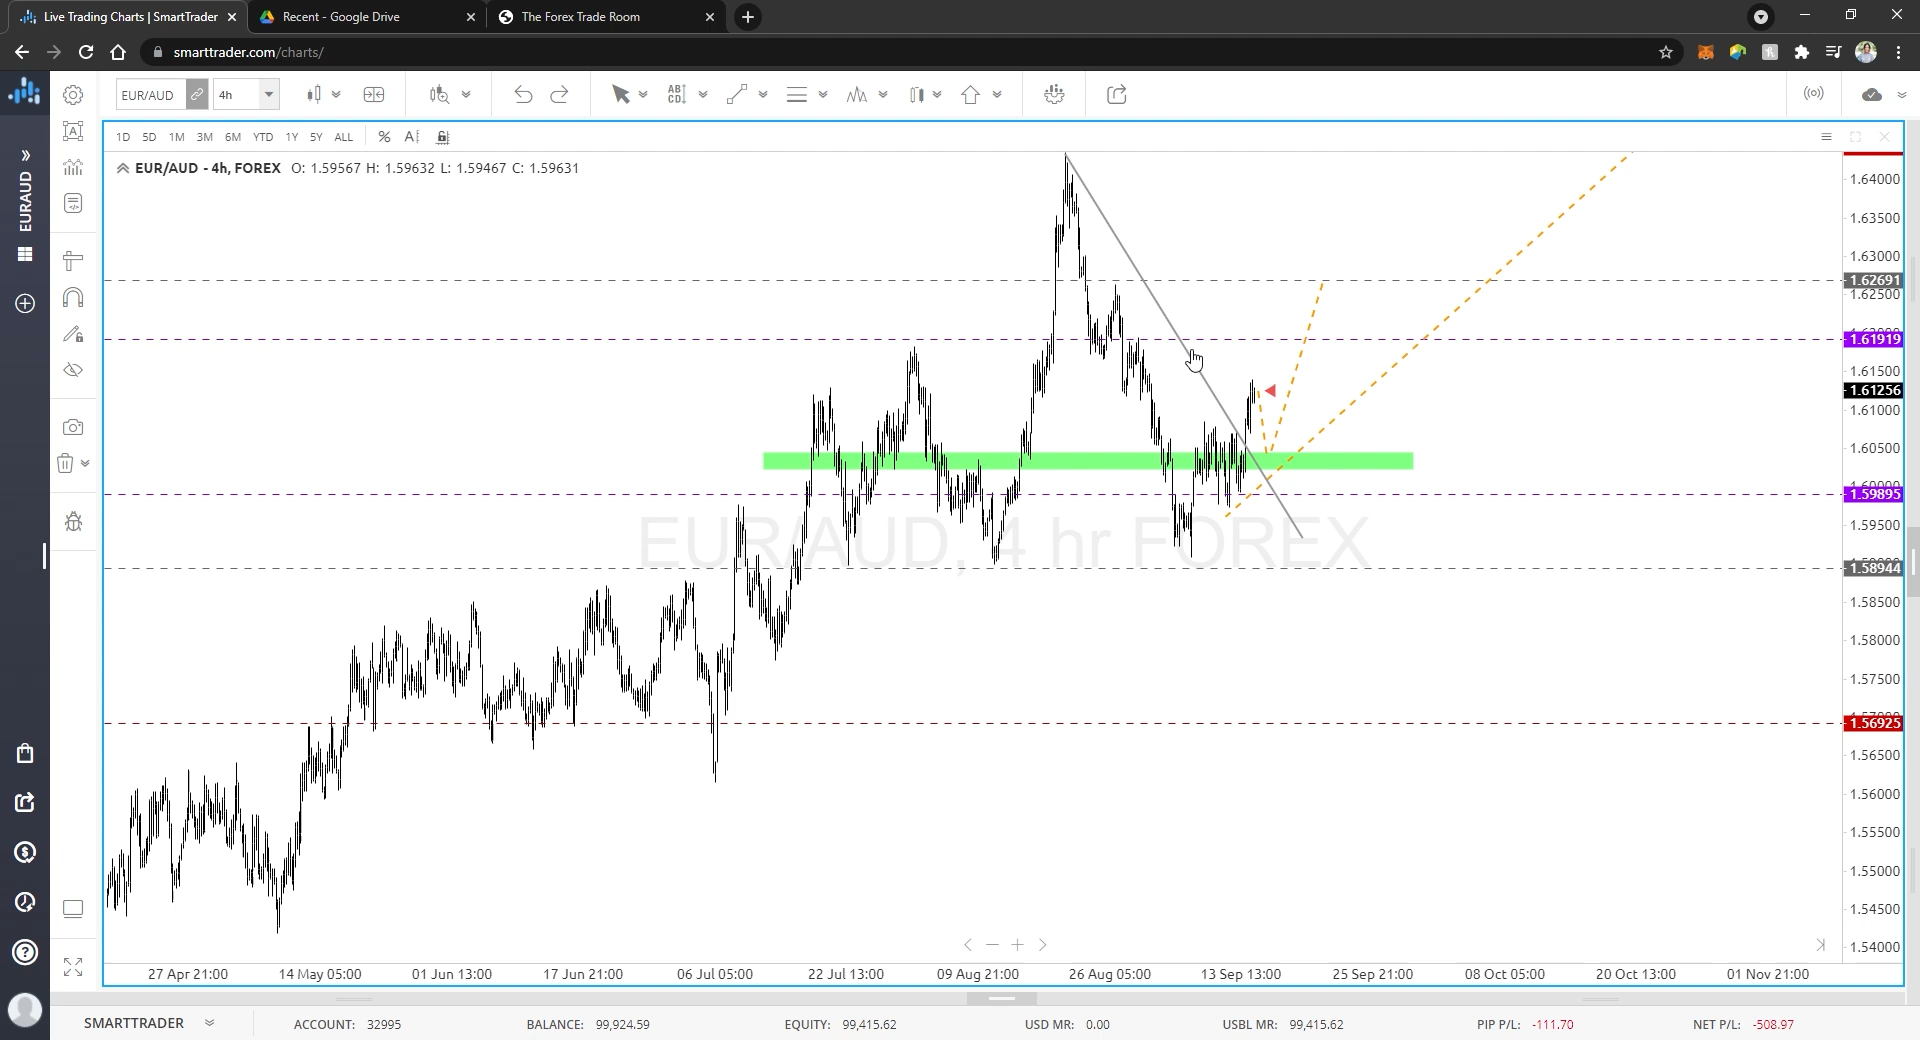 Live Trading Charts | SmartTrader
Recent - Google Drive
The Forex Trade Room
smarttrader.com/charts/
EUR/AUD
4h
AB
CD
1D 5D 1M 3M 6M YTD 1Y 5Y ALL % A
EUR/AUD - 4h, FOREX O: 1.59567 H: 1.59632 L: 1.59467 C: 1.59631
EURAUD
1.64000
1.63500
1.63000
1.62691
1.62500
1.61919
1.61500
1.61256
1.61000
1.60500
1.59895
1.59500
1.58944
1.58500
1.58000
1.57500
1.56925
1.56500
1.56000
1.55500
1.55000
1.54500
1.54000
EUR/AUD, 4 hr FOREX
27 Apr 21:00 14 May 05:00 01 Jun 13:00 17 Jun 21:00 06 Jul 05:00 22 Jul 13:00 09 Aug 21:00 26 Aug 05:00 13 Sep 13:00 25 Sep 21:00 08 Oct 05:00 20 Oct 13:00 01 Nov 21:00
SMARTTRADER ACCOUNT: 32995 BALANCE: 99,924.59 EQUITY: 99,415.62 USD MR: 0.00 USBL MR: 99,415.62 PIP P/L: -111.70 NET P/L: -508.97